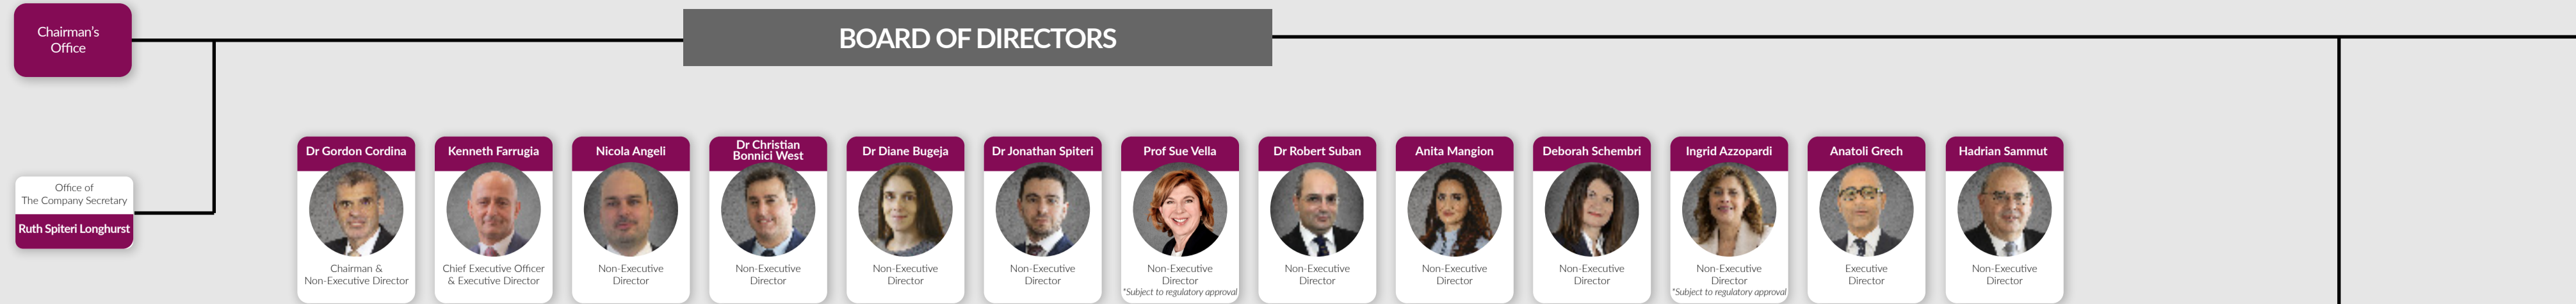 Chairman's
Office
BOARD OF DIRECTORS
Office of
The Company Secretary
Ruth Spiteri Longhurst
Dr Gordon Cordina
Chairman &
Non-Executive Director
Kenneth Farrugia
Chief Executive Officer
& Executive Director
Nicola Angeli
Non-Executive
Director
Dr Christian
Bonnici West
Non-Executive
Director
Dr Diane Bugeja
Non-Executive
Director
Dr Jonathan Spiteri
Non-Executive
Director
Prof Sue Vella
Non-Executive
Director
*Subject to regulatory approval
Dr Robert Suban
Non-Executive
Director
Anita Mangion
Non-Executive
Director
Deborah Schembri
Non-Executive
Director
Ingrid Azzopardi
Non-Executive
Director
*Subject to regulatory approval
Anatoli Grech
Executive
Director
Hadrian Sammut
Non-Executive
Director